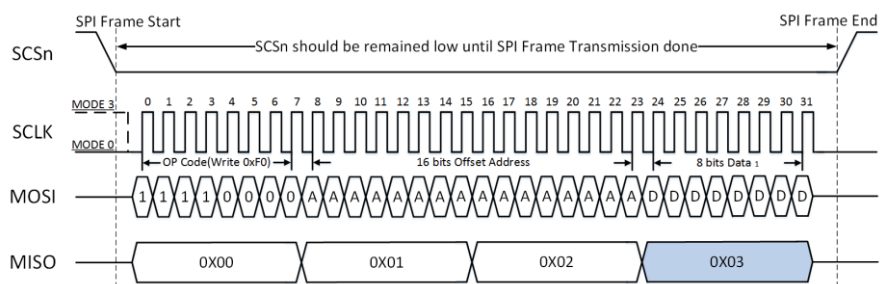 SPI Frame Start
SPI Frame End
SCSn
SCSn should be remained low until SPI Frame Transmission done
MODE 3
0 1 2 3 4 5 6 7 8 9 10 11 12 13 14 15 16 17 18 19 20 21 22 23 24 25 26 27 28 29 30 31
SCLK
MODE 0
OP Code(Write 0xF0)
16 bits Offset Address
8 bits Data 1
MOSI
1 1 1 1 0 0 0 0 A A A A A A A A A A A A A A A A D D D D D D D D
MISO
0X00
0X01
0X02
0X03